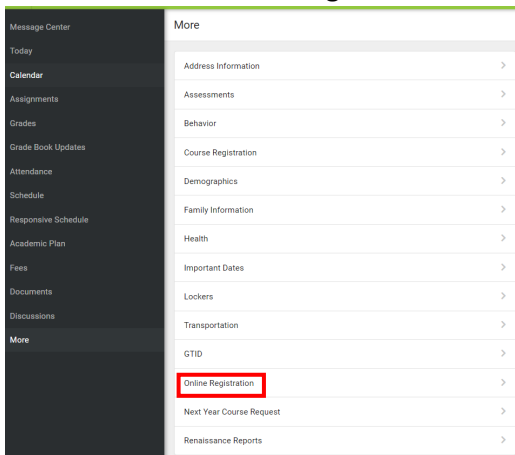 Message Center
Today
Calendar
Assignments
Grades
Grade Book Updates
Attendance
Schedule
Responsive Schedule
Academic Plan
Fees
Documents
Discussions
More
More
Address Information
Assessments
Behavior
Course Registration
Demographics
Family Information
Health
Important Dates
Lockers
Transportation
GTID
Online Registration
Next Year Course Request
Renaissance Reports